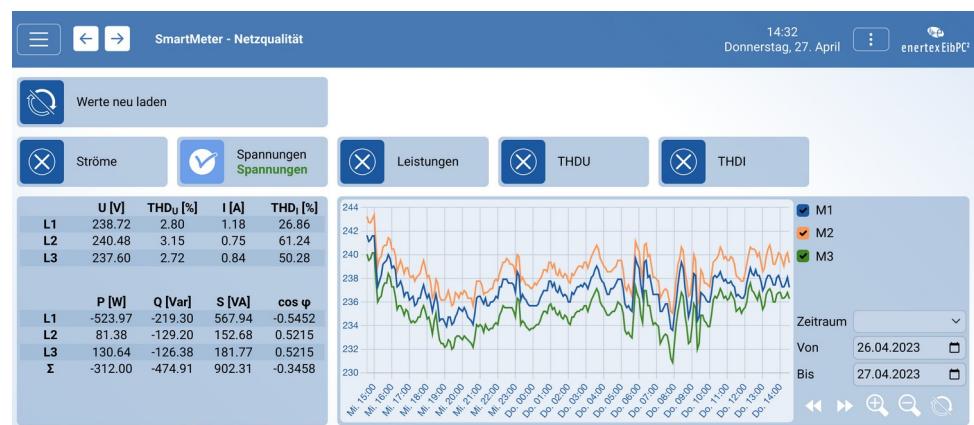 SmartMeter - Netzqualität
14:32
Donnerstag, 27. April
enertex EibPC²
Werte neu laden
Ströme
Spannungen
Spannungen
Leistungen
THDU
THDI
U [V] THDU [%] I [A] THDI [%]
L1 238.72 2.80 1.18 26.86
L2 240.48 3.15 0.75 61.24
L3 237.60 2.72 0.84 50.28
P [W] Q [Var] S [VA] cos φ
L1 -523.97 -219.30 567.94 -0.5452
L2 81.38 -129.20 152.68 0.5215
L3 130.64 -126.38 181.77 0.5215
Σ -312.00 -474.91 902.31 -0.3458
244
242
240
238
236
234
232
230
Mi. 15:00
Mi. 16:00
Mi. 17:00
Mi. 18:00
Mi. 19:00
Mi. 20:00
Mi. 21:00
Mi. 22:00
Mi. 23:00
Do. 00:00
Do. 01:00
Do. 02:00
Do. 03:00
Do. 04:00
Do. 05:00
Do. 06:00
Do. 07:00
Do. 08:00
Do. 09:00
Do. 10:00
Do. 11:00
Do. 12:00
Do. 13:00
Do. 14:00
M1
M2
M3
Zeitraum
Von 26.04.2023
Bis 27.04.2023